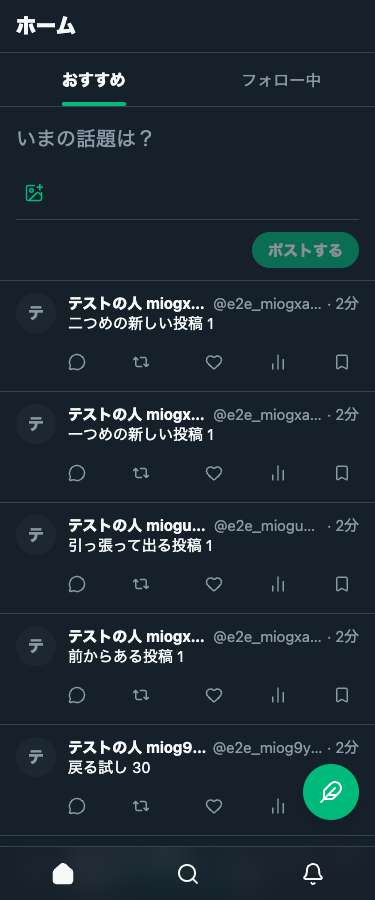 ホーム
おすすめ
フォロー中
いまの話題は？
ポストする
テ
テストの人 miogx... @e2e_miogxa... · 2分
二つめの新しい投稿 1
テ
テストの人 miogx... @e2e_miogxa... · 2分
一つめの新しい投稿 1
テ
テストの人 miogu... @e2e_miogu... · 2分
引っ張って出る投稿 1
テ
テストの人 miogx... @e2e_miogxa... · 2分
前からある投稿 1
テ
テストの人 miog9... @e2e_miog9y... · 2分
戻る試し 30